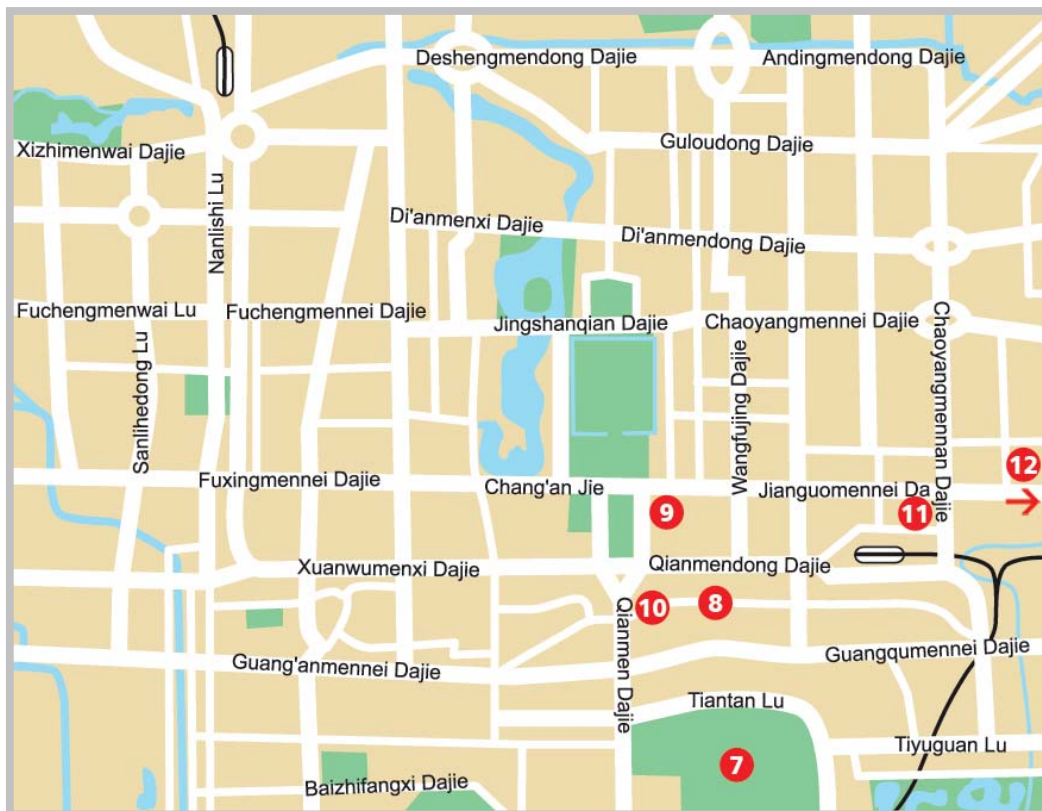 Deshengmendong Dajie
Andingmendong Dajie
Guloudong Dajie
Xizhimenwai Dajie
Nanlishi Lu
Di'anmenxi Dajie
Di'anmendong Dajie
Fuchengmenwai Lu
Fuchengmennei Dajie
Jingshanqian Dajie
Chaoyangmennei Dajie
Chaoyangmennan Dajie
Sanlihedong Lu
Wangfujing Dajie
12
Fuxingmennei Dajie
Chang'an Jie
Jianguomennei Da
9
11
Xuanwumenxi Dajie
Qianmendong Dajie
10
8
Qianmen Dajie
Guang'anmennei Dajie
Guangqumennei Dajie
Tiantan Lu
Tiyuguan Lu
7
Baizhifangxi Dajie